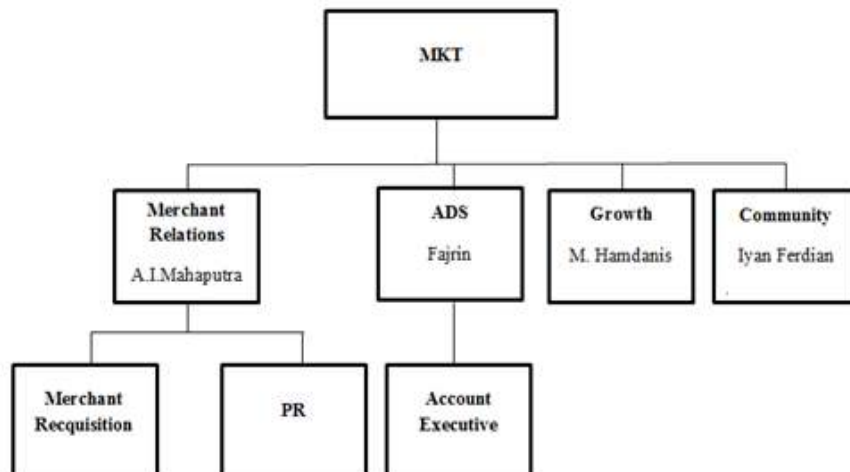 MKT
Merchant
Relations
A.I.Mahaputra
ADS
Fajrin
Growth
M. Hamdanis
Community
Iyan Ferdian
Merchant
Recquisition
PR
Account
Executive